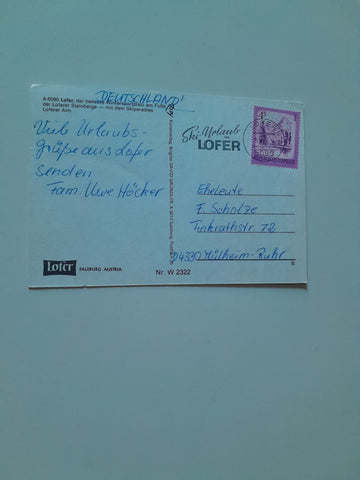 A-5090 Lofer, der beliebte Wintersportplatz am Fuße
der Loferer Steinberge — mit dem Skiparadies
Loferer Alm
DEUTSCHLAND
Viele Urlaubs-
grüße aus Lofer
senden
Fam. Uwe Höcker
Ski-Urlaub
LOFER
Eheleute
F. Scholze
Tinkrathstr. 72
D4330 Mülheim-Ruhr
Lofer SALZBURG AUSTRIA
Nr. W 2322